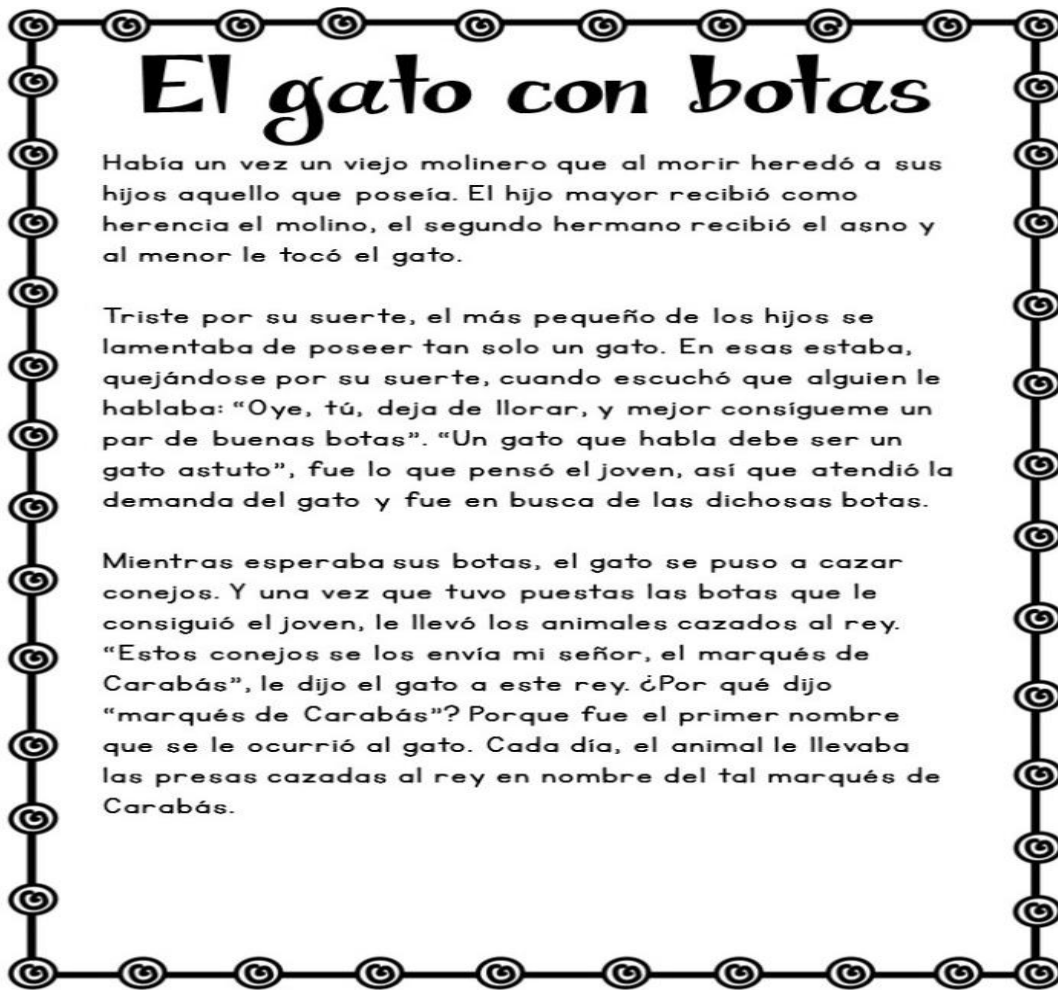 El gato con botas
Había un vez un viejo molinero que al morir heredó a sus
hijos aquello que poseía. El hijo mayor recibió como
herencia el molino, el segundo hermano recibió el asno y
al menor le tocó el gato.
Triste por su suerte, el más pequeño de los hijos se
lamentaba de poseer tan solo un gato. En esas estaba,
quejándose por su suerte, cuando escuchó que alguien le
hablaba: “Oye, tú, deja de llorar, y mejor consígueme un
par de buenas botas”. “Un gato que habla debe ser un
gato astuto”, fue lo que pensó el joven, así que atendió la
demanda del gato y fue en busca de las dichosas botas.
Mientras esperaba sus botas, el gato se puso a cazar
conejos. Y una vez que tuvo puestas las botas que le
consiguió el joven, le llevó los animales cazados al rey.
“Estos conejos se los envía mi señor, el marqués de
Carabás”, le dijo el gato a este rey. ¿Por qué dijo
“marqués de Carabás”? Porque fue el primer nombre
que se le ocurrió al gato. Cada día, el animal le llevaba
las presas cazadas al rey en nombre del tal marqués de
Carabás.